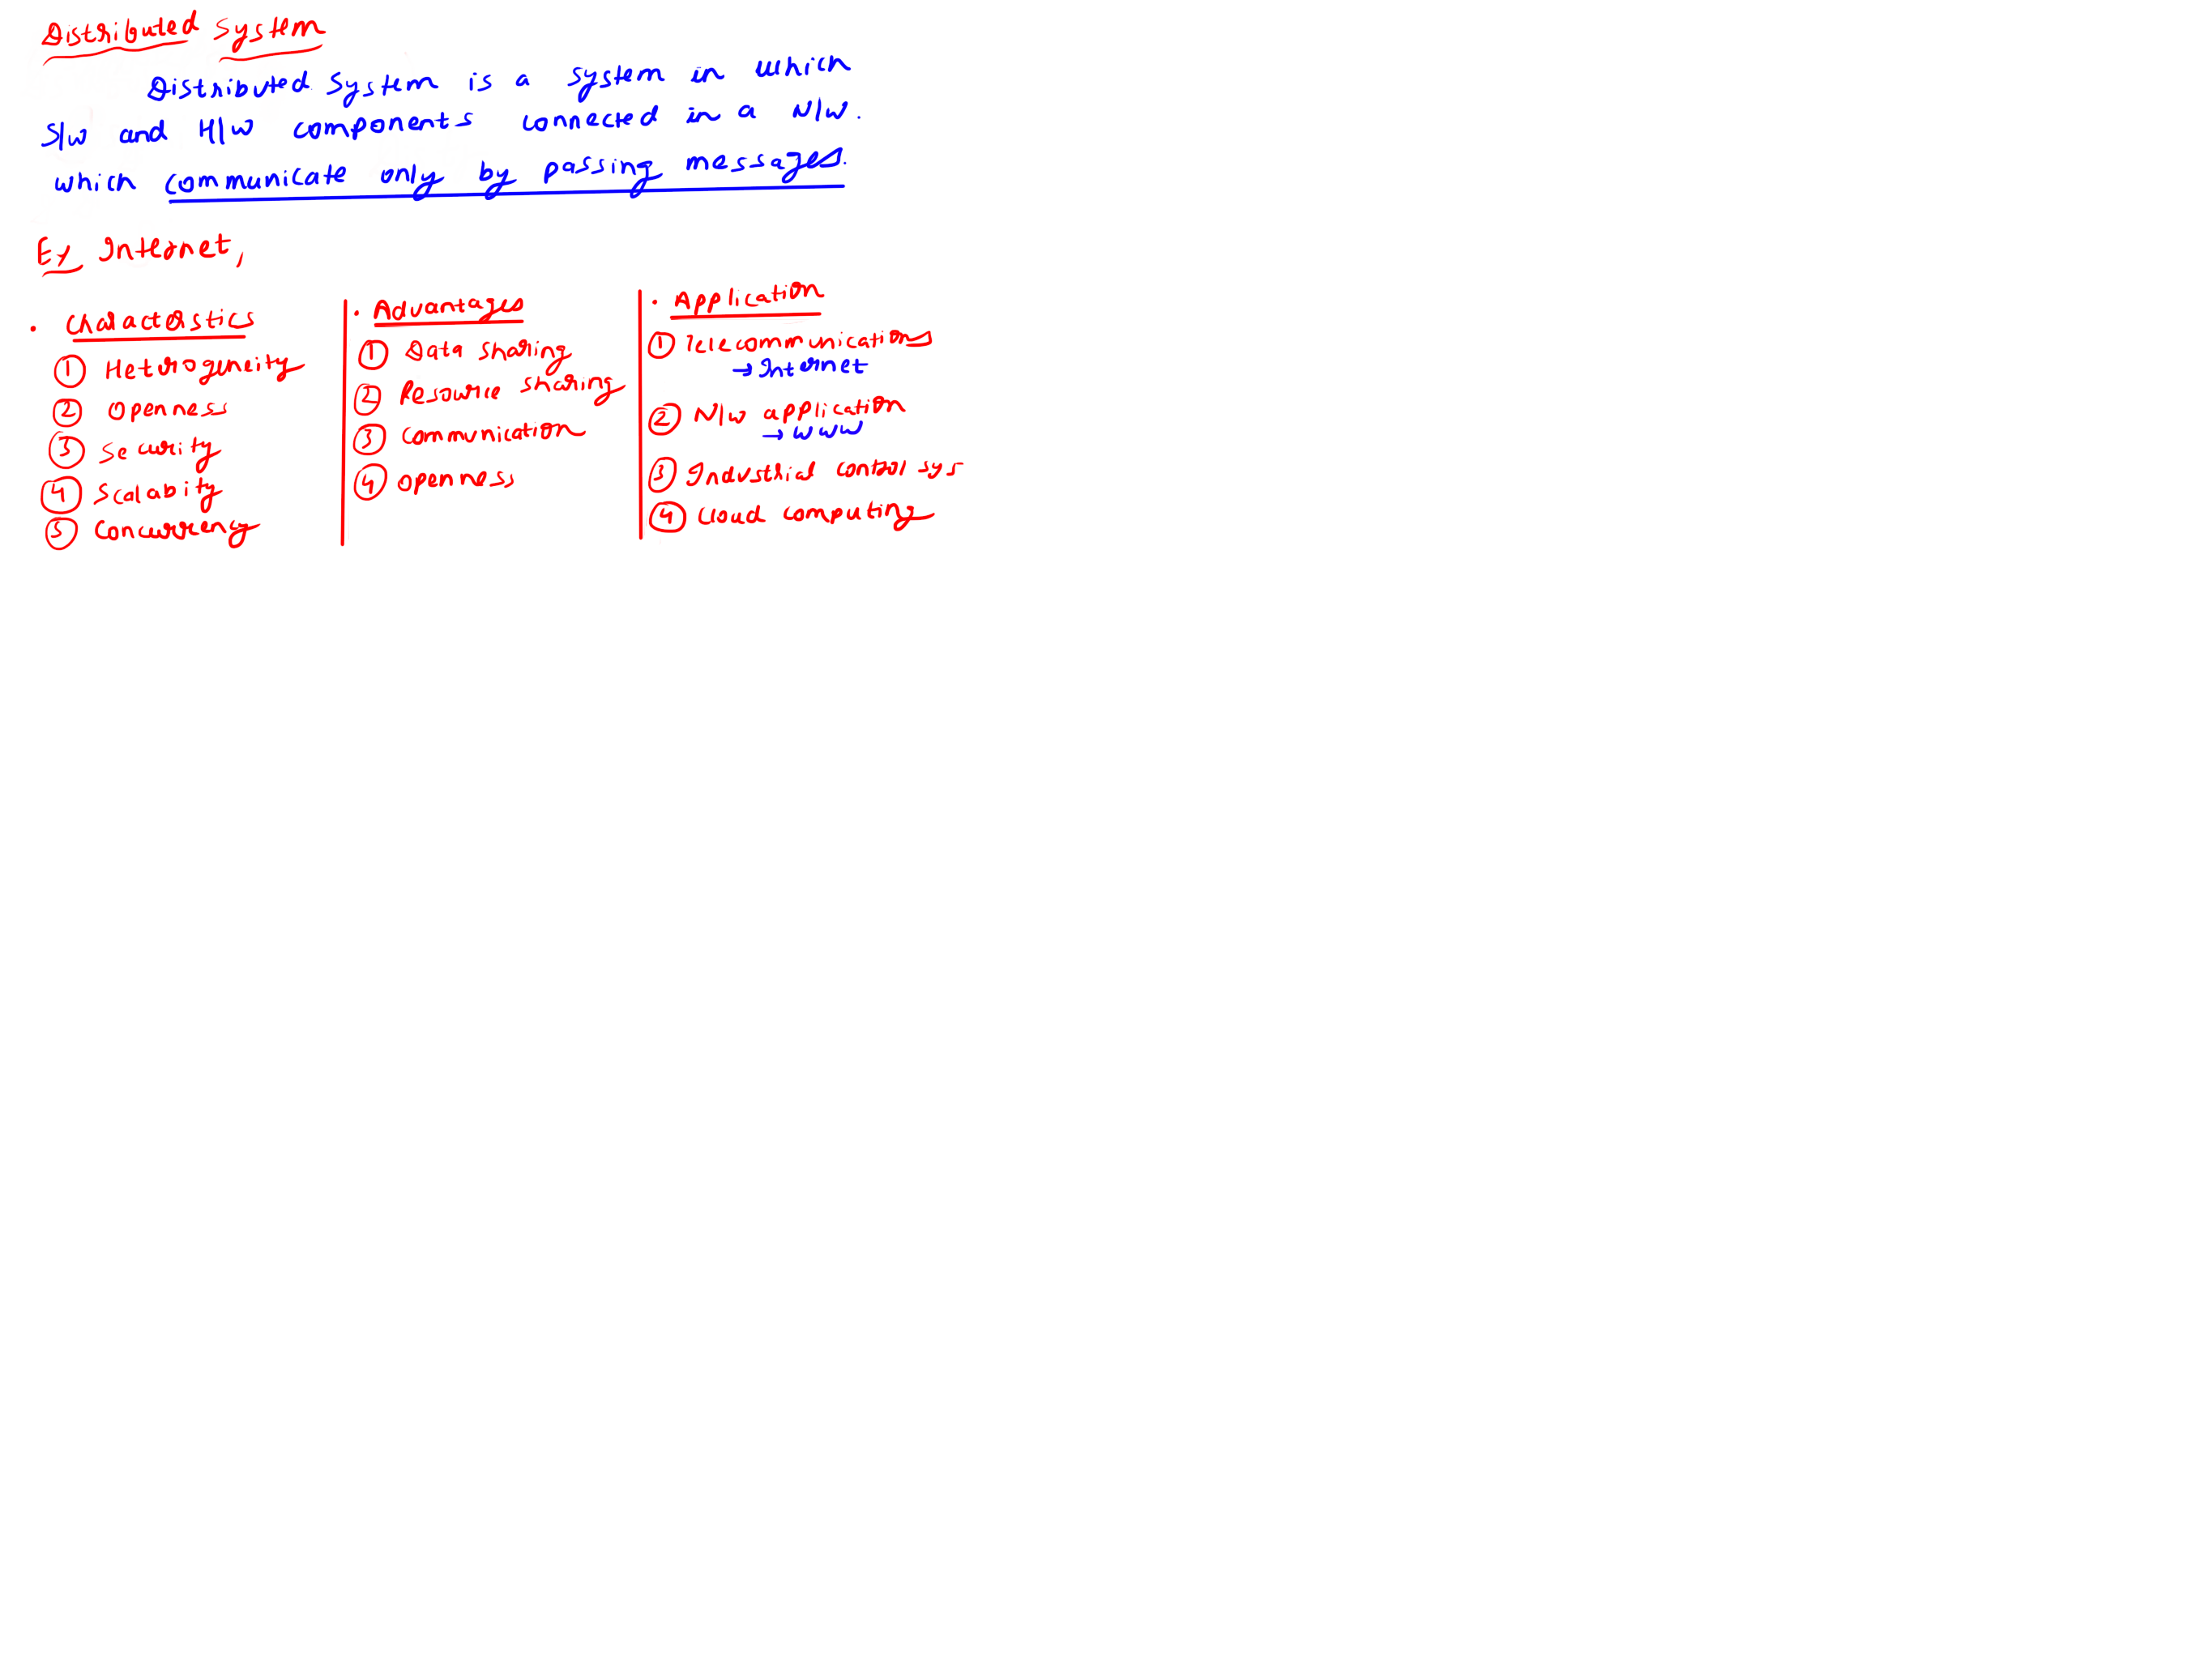 Distributed System
Distributed System is a system in which
S/w and H/w components connected in a N/w.
which communicate only by passing messages.
Ex Internet,
• Characterstics
① Heterogeneity
② Openness
③ Security
④ Scalabity
⑤ Concurrency
• Advantages
① Data sharing
② Resource sharing
③ Communication
④ openness
• Application
① Telecommunications
→ Internet
② N/w application
→ WWW
③ Industrial control sys
④ Cloud computing